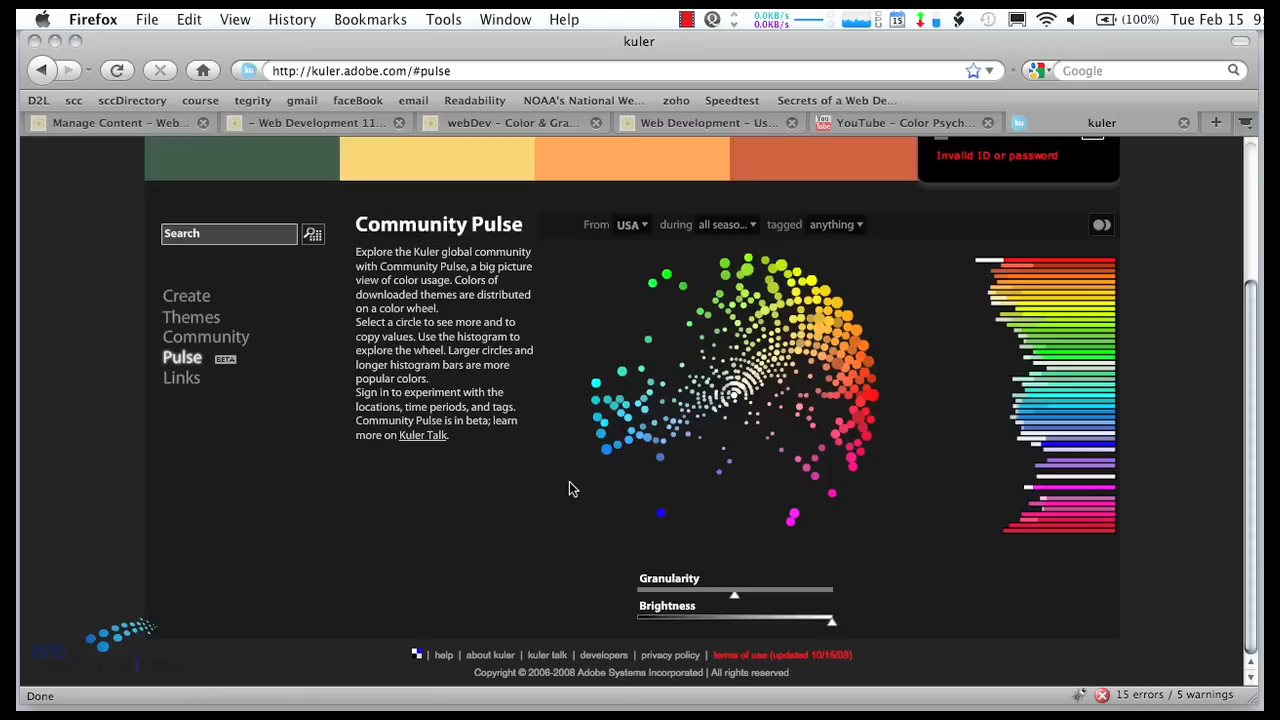 Firefox File Edit View History Bookmarks Tools Window Help 0.0KB/s 0.0KB/s 15 (100%) Tue Feb 15 9:
kuler
http://kuler.adobe.com/#pulse Google
D2L scc sccDirectory course tegrity gmail faceBook email Readability NOAA's National We... zoho Speedtest Secrets of a Web De...
Manage Content – Web... – Web Development 11... webDev – Color & Gra... Web Development – Us... YouTube – Color Psych... kuler
Invalid ID or password
Search
Create
Themes
Community
Pulse BETA
Links
Community Pulse
Explore the Kuler global community
with Community Pulse, a big picture
view of color usage. Colors of
downloaded themes are distributed
on a color wheel.
Select a circle to see more and to
copy values. Use the histogram to
explore the wheel. Larger circles and
longer histogram bars are more
popular colors.
Sign in to experiment with the
locations, time periods, and tags.
Community Pulse is in beta; learn
more on Kuler Talk.
From USA during all seaso... tagged anything
Granularity
Brightness
help | about kuler | kuler talk | developers | privacy policy | terms of use (updated 10/15/08)
Copyright © 2006-2008 Adobe Systems Incorporated | All rights reserved
Done 15 errors / 5 warnings